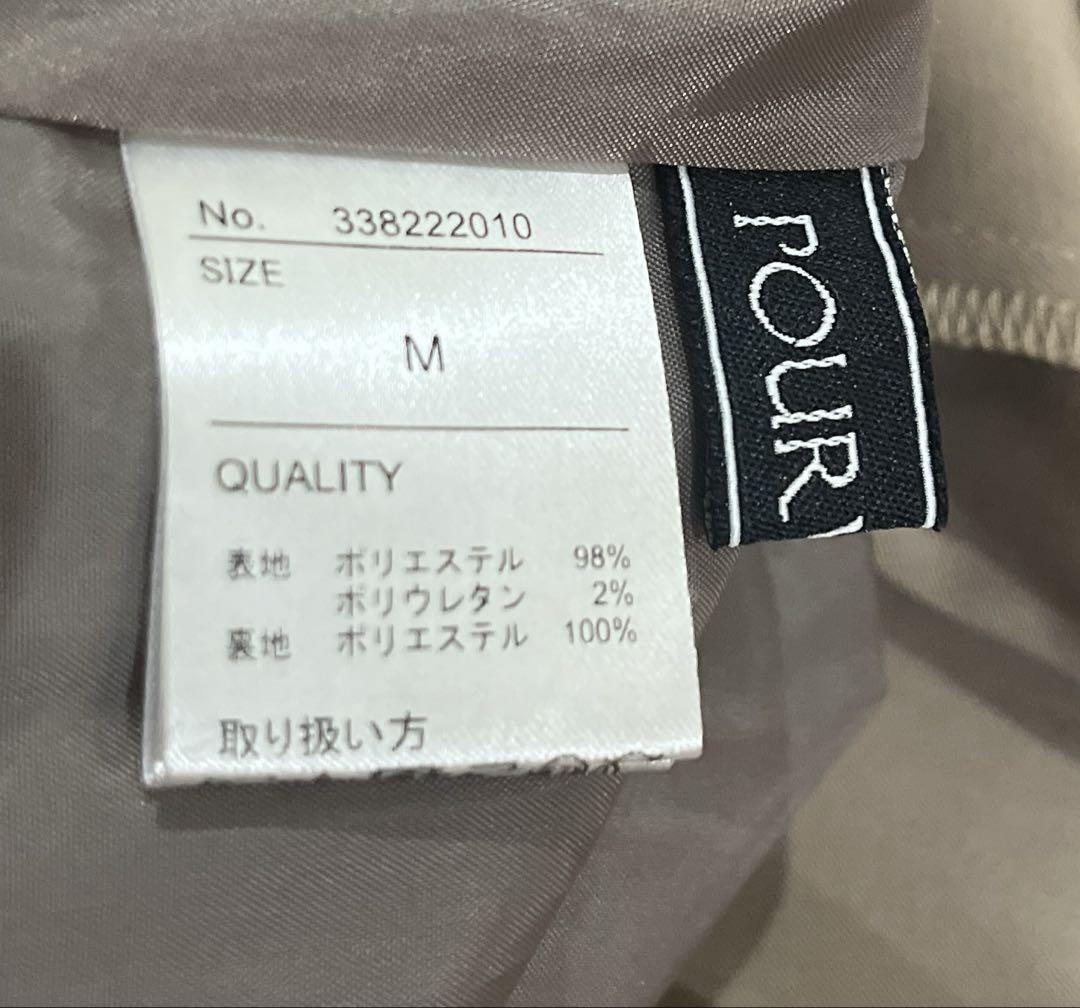 No. 338222010
SIZE
M
QUALITY
表地 ポリエステル 98%
ポリウレタン 2%
裏地 ポリエステル 100%
取り扱い方
POUR